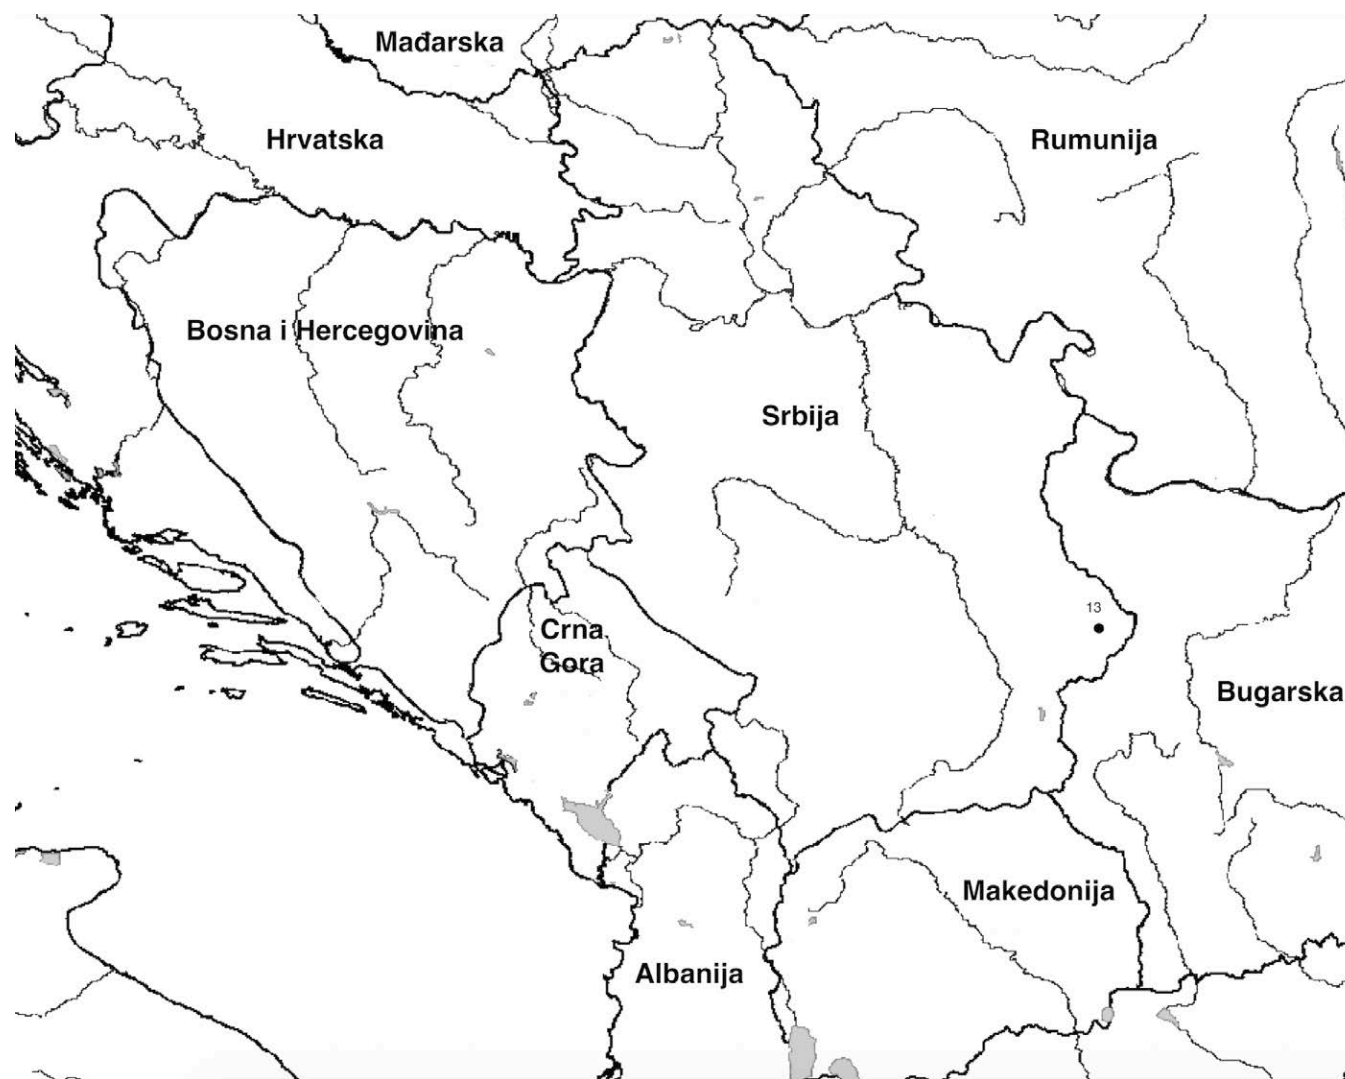 Mađarska
Hrvatska
Rumunija
Bosna i Hercegovina
Srbija
13
Crna
Gora
Bugarska
Makedonija
Albanija